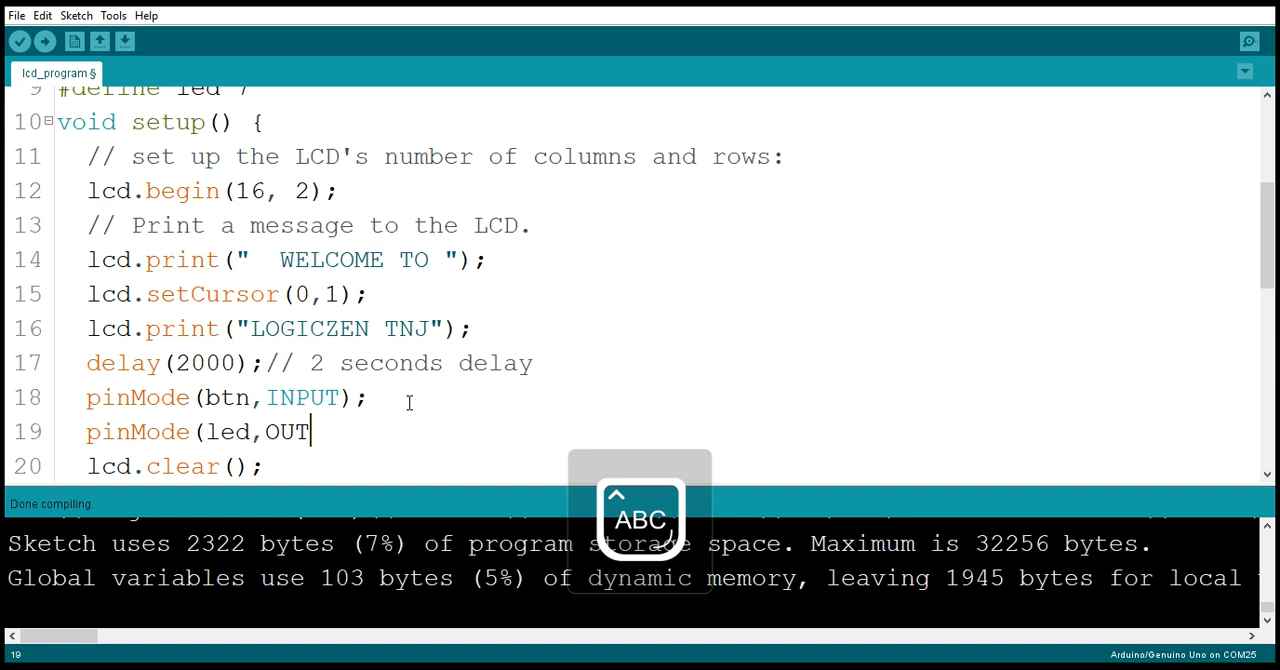 File Edit Sketch Tools Help
lcd_program §
9 #define led 7
10 void setup() {
11 // set up the LCD's number of columns and rows:
12 lcd.begin(16, 2);
13 // Print a message to the LCD.
14 lcd.print("  WELCOME TO ");
15 lcd.setCursor(0,1);
16 lcd.print("LOGICZEN TNJ");
17 delay(2000);// 2 seconds delay
18 pinMode(btn,INPUT);
19 pinMode(led,OUT
20 lcd.clear();
ABC
Done compiling.
Sketch uses 2322 bytes (7%) of program storage space. Maximum is 32256 bytes.
Global variables use 103 bytes (5%) of dynamic memory, leaving 1945 bytes for local
19 Arduino/Genuino Uno on COM25